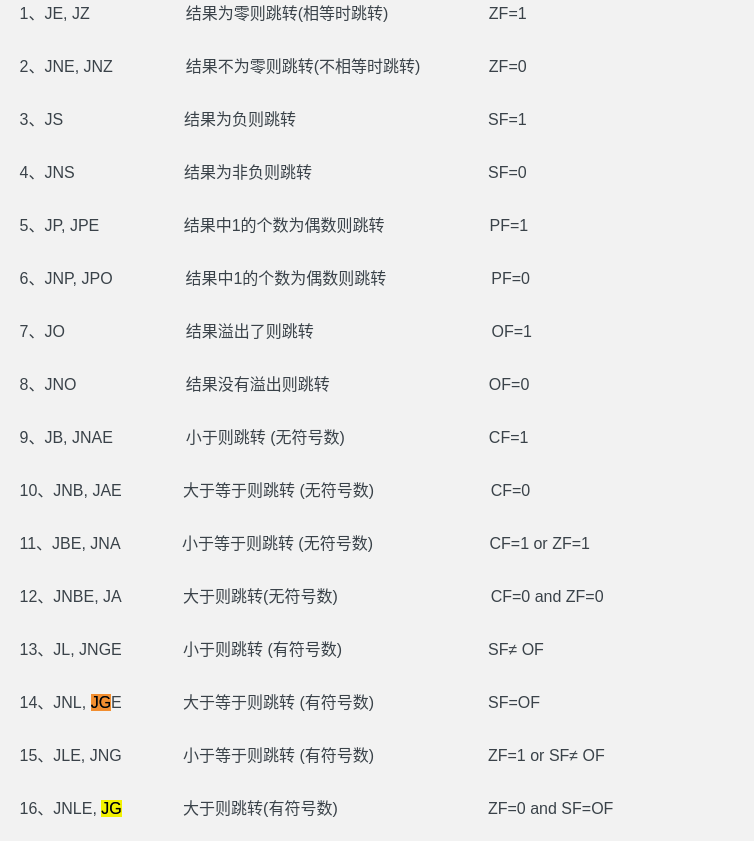 1、JE, JZ 结果为零则跳转(相等时跳转) ZF=1
2、JNE, JNZ 结果不为零则跳转(不相等时跳转) ZF=0
3、JS 结果为负则跳转 SF=1
4、JNS 结果为非负则跳转 SF=0
5、JP, JPE 结果中1的个数为偶数则跳转 PF=1
6、JNP, JPO 结果中1的个数为偶数则跳转 PF=0
7、JO 结果溢出了则跳转 OF=1
8、JNO 结果没有溢出则跳转 OF=0
9、JB, JNAE 小于则跳转 (无符号数) CF=1
10、JNB, JAE 大于等于则跳转 (无符号数) CF=0
11、JBE, JNA 小于等于则跳转 (无符号数) CF=1 or ZF=1
12、JNBE, JA 大于则跳转(无符号数) CF=0 and ZF=0
13、JL, JNGE 小于则跳转 (有符号数) SF≠ OF
14、JNL, JGE 大于等于则跳转 (有符号数) SF=OF
15、JLE, JNG 小于等于则跳转 (有符号数) ZF=1 or SF≠ OF
16、JNLE, JG 大于则跳转(有符号数) ZF=0 and SF=OF